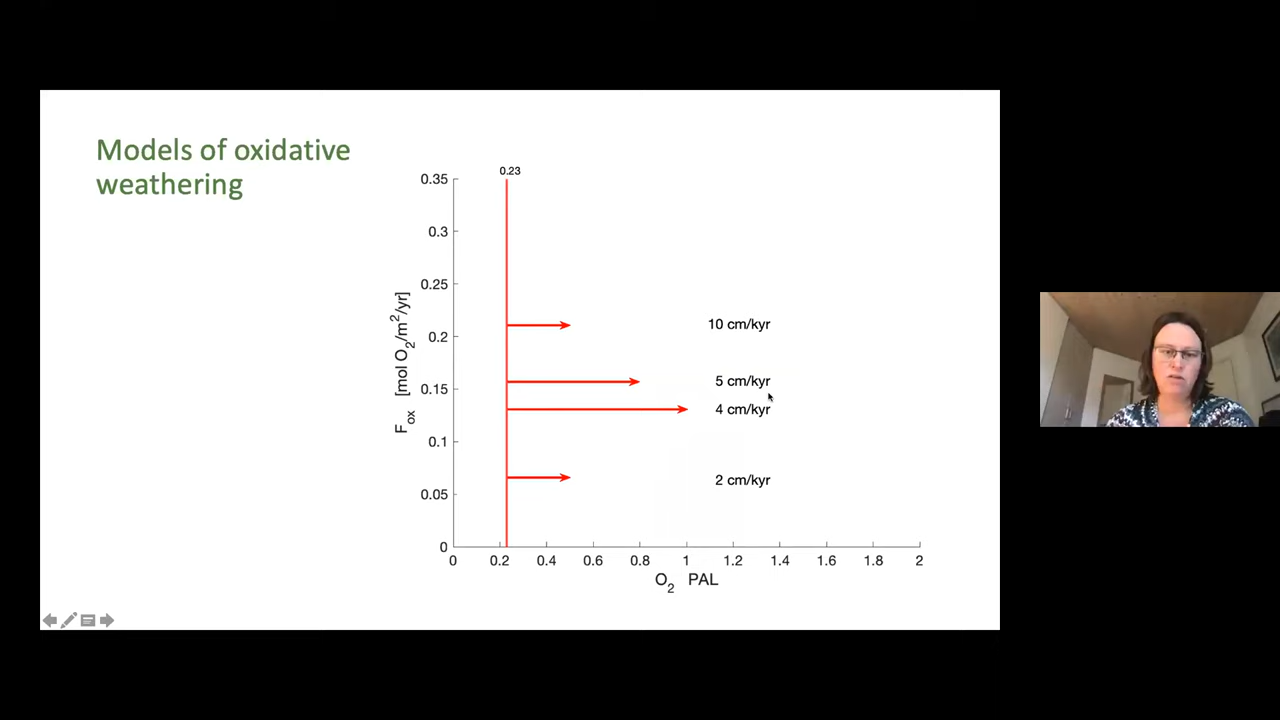 Models of oxidative
weathering
0.23
0.35
0.3
0.25
0.2
0.15
0.1
0.05
0
F_ox [mol O₂/m²/yr]
10 cm/kyr
5 cm/kyr
4 cm/kyr
2 cm/kyr
0 0.2 0.4 0.6 0.8 1 1.2 1.4 1.6 1.8 2
O₂ PAL